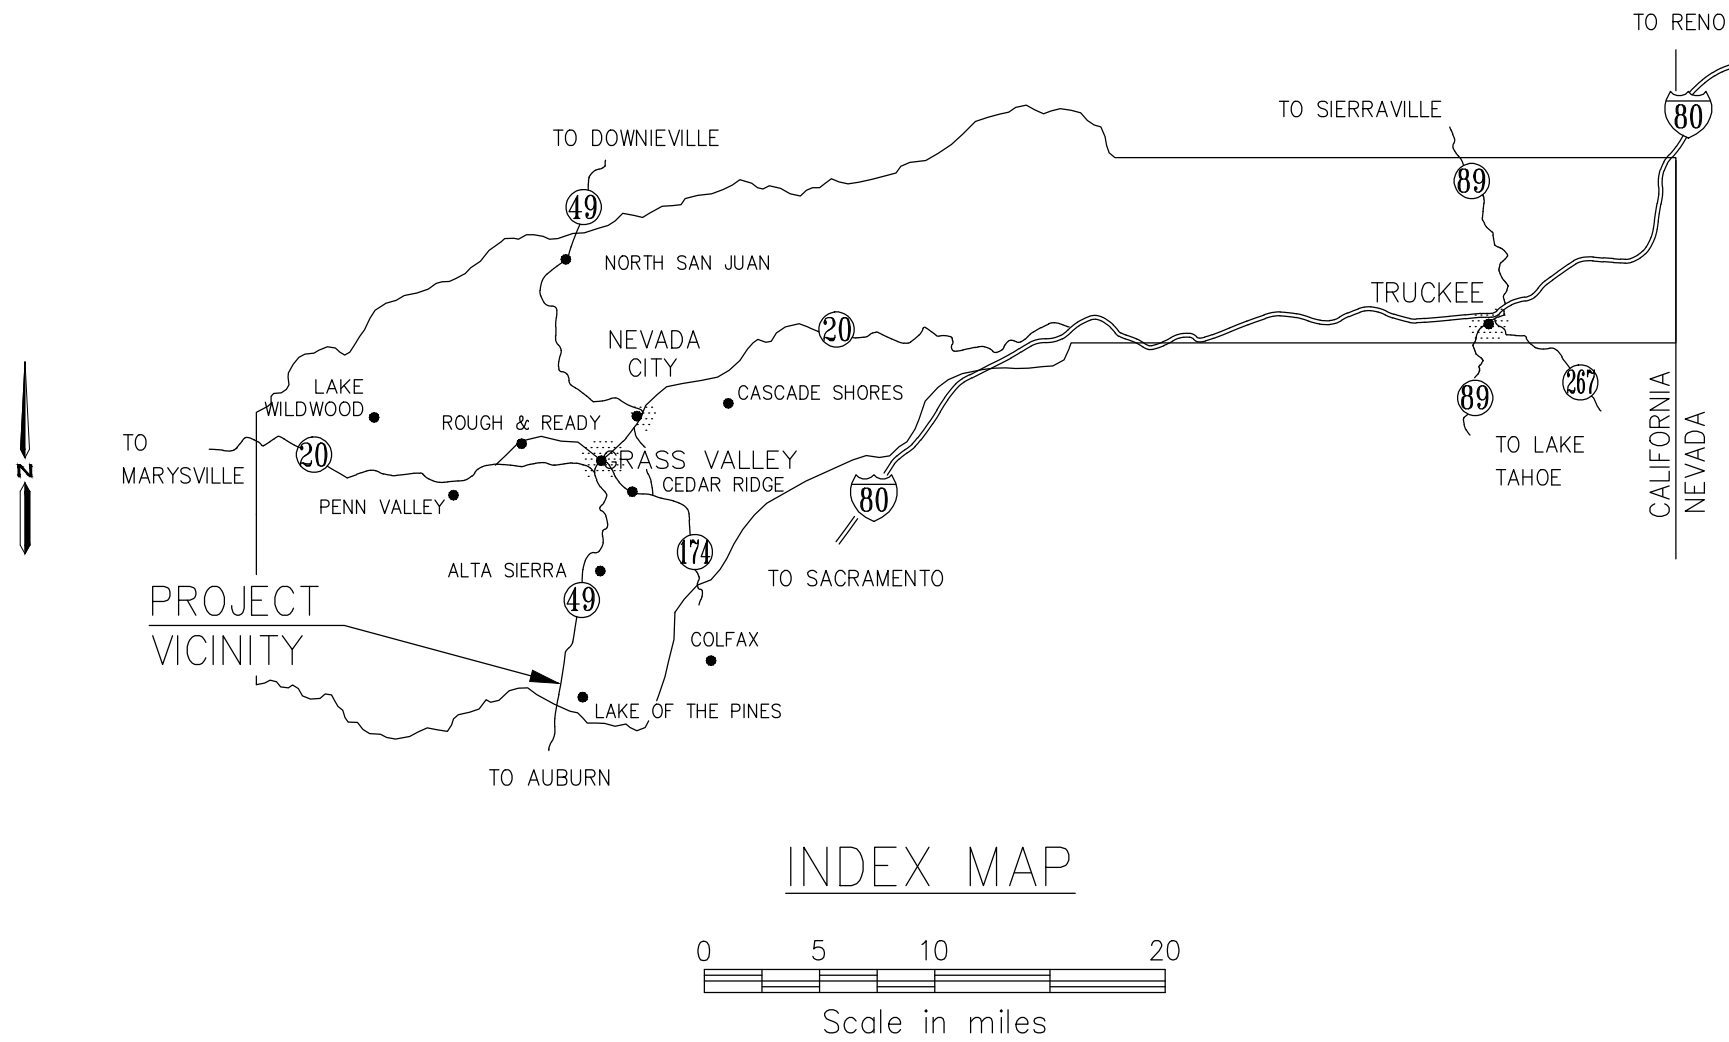 TO RENO
80
TO SIERRAVILLE
TO DOWNIEVILLE
89
49
NORTH SAN JUAN
TRUCKEE
20
NEVADA
CITY
LAKE
WILDWOOD
CASCADE SHORES
267
89
ROUGH & READY
TO
MARYSVILLE
20
N
GRASS VALLEY
CEDAR RIDGE
TO LAKE
TAHOE
CALIFORNIA
NEVADA
PENN VALLEY
80
174
ALTA SIERRA
TO SACRAMENTO
49
PROJECT
VICINITY
COLFAX
LAKE OF THE PINES
TO AUBURN
INDEX MAP
0 5 10 20
Scale in miles